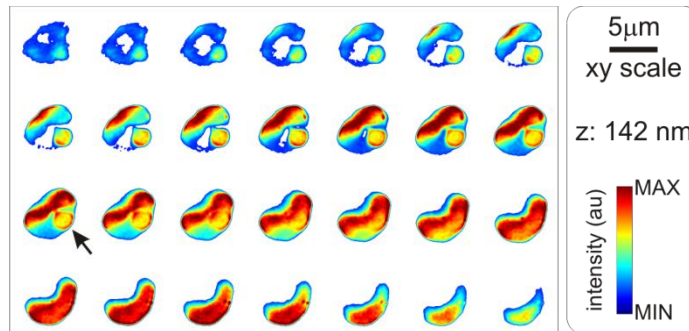 5μm
xy scale
z: 142 nm
intensity (au)
MAX
MIN